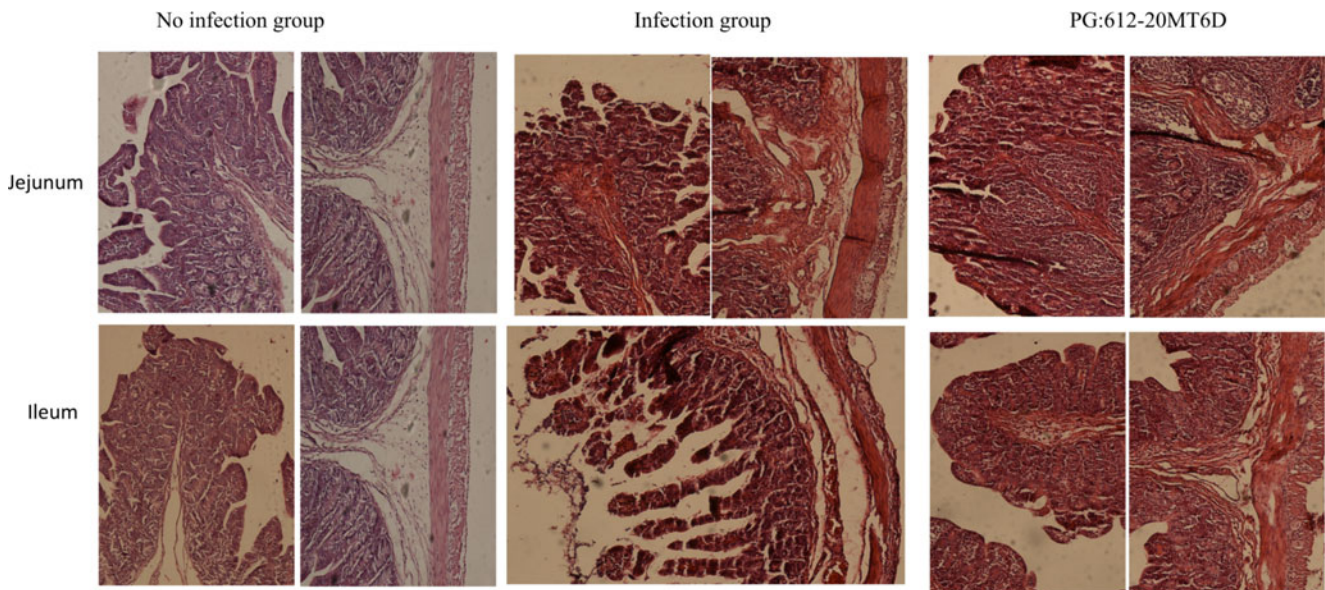 No infection group
Infection group
PG:612-20MT6D
Jejunum
Ileum